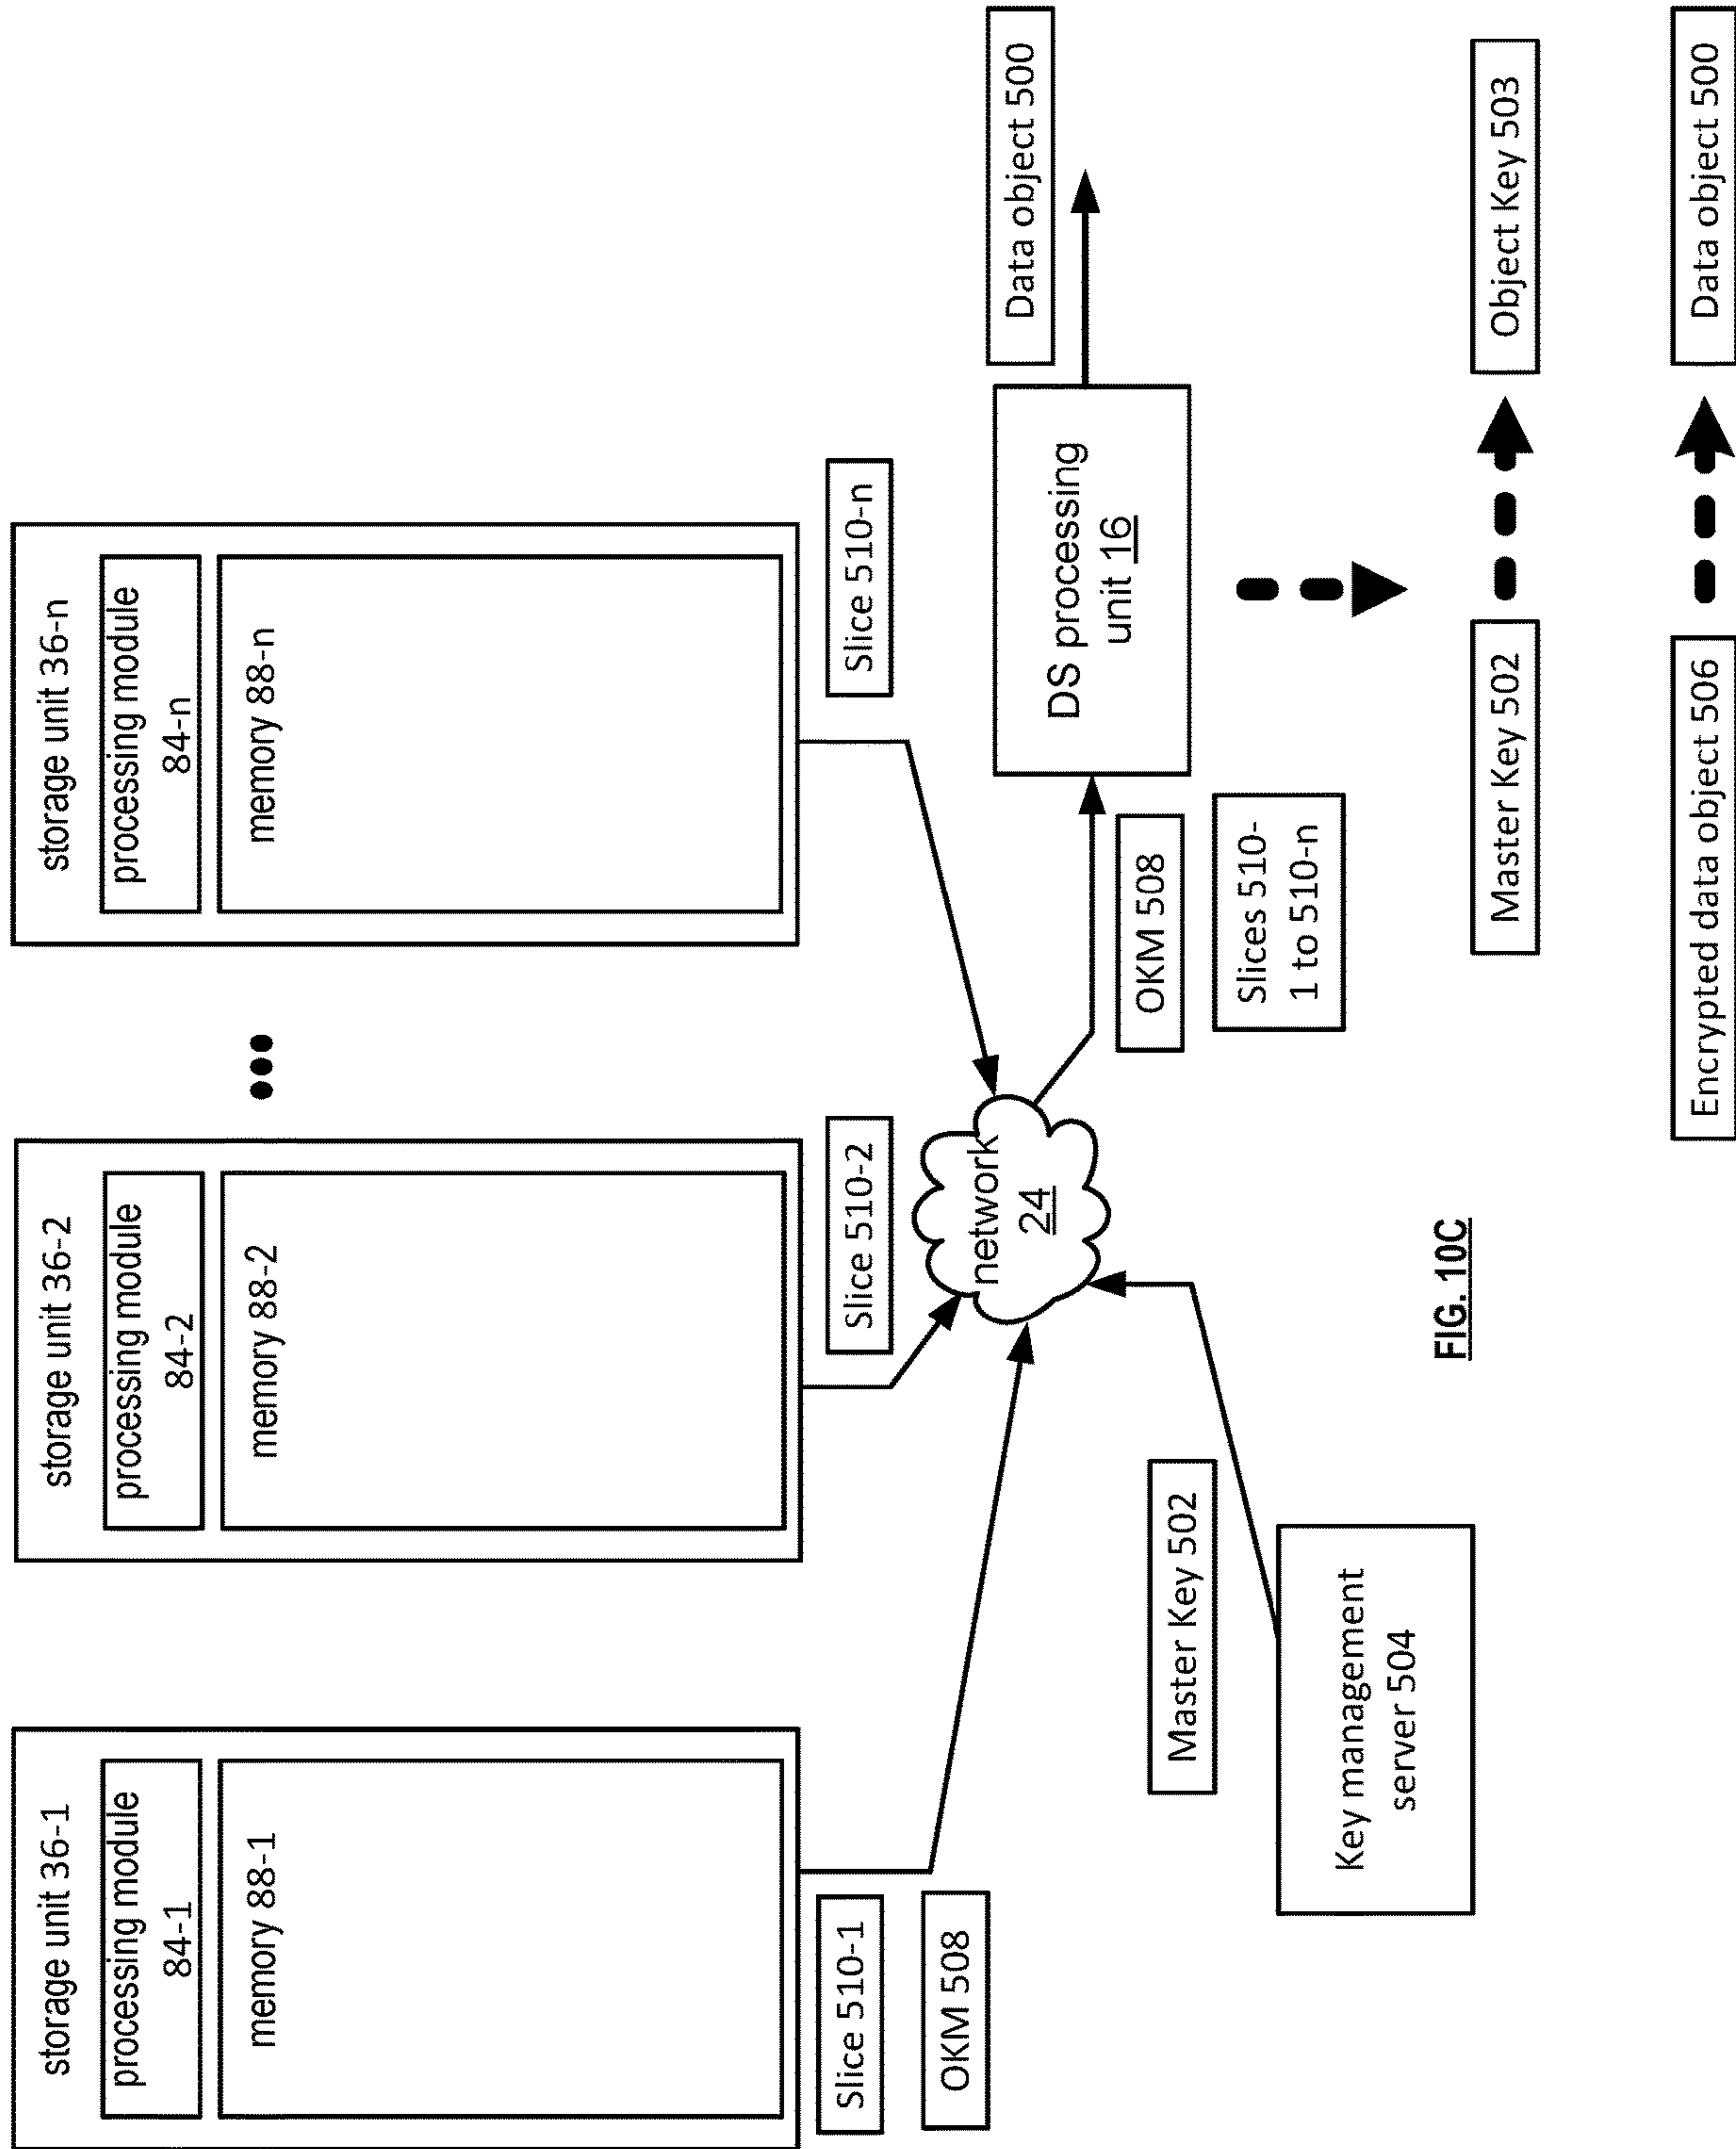 storage unit 36-1
processing module
84-1
memory 88-1
storage unit 36-2
processing module
84-2
memory 88-2
storage unit 36-n
processing module
84-n
memory 88-n
Slice 510-1
OKM 508
Slice 510-2
Slice 510-n
network
24
Master Key 502
Key management
server 504
OKM 508
Slices 510-
1 to 510-n
DS processing
unit 16
Data object 500
Master Key 502
Object Key 503
Encrypted data object 506
Data object 500
FIG. 10C